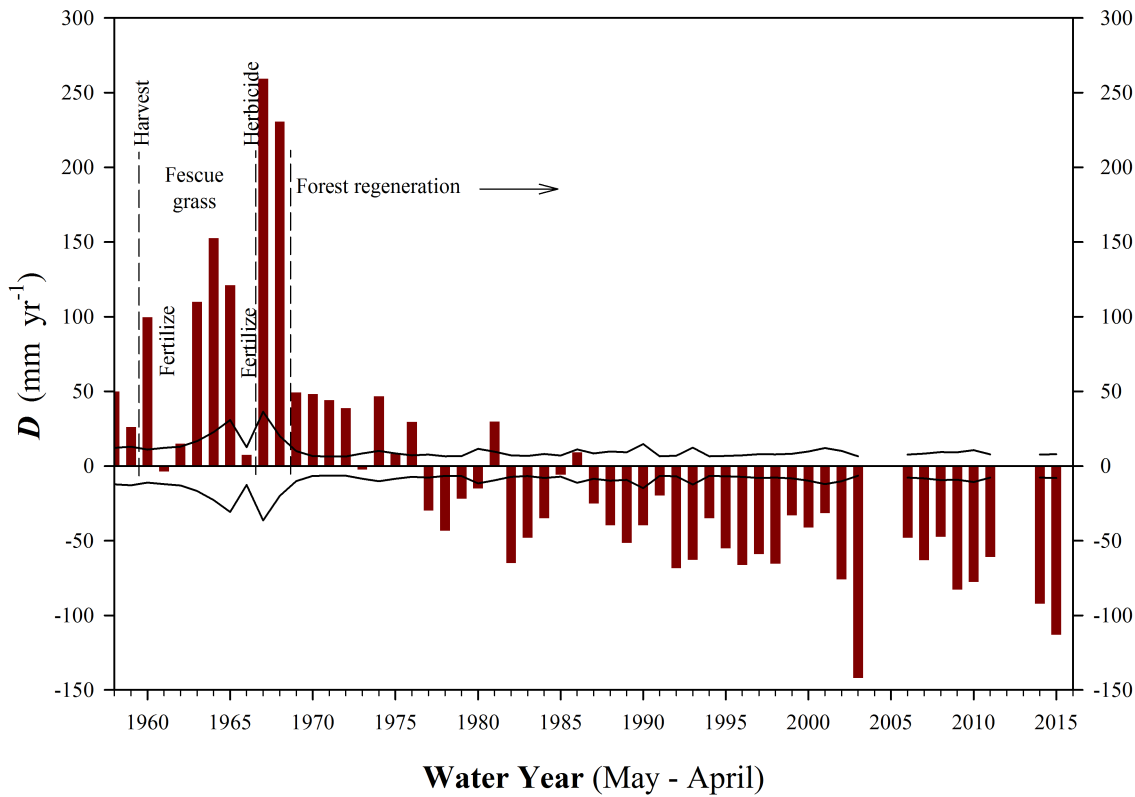 300
250
200
150
100
50
0
-50
-100
-150
300
250
200
150
100
50
0
-50
-100
-150
D (mm yr-1)
Harvest
Fescue
grass
Fertilize
Fertilize
Herbicide
Forest regeneration
1960 1965 1970 1975 1980 1985 1990 1995 2000 2005 2010 2015
Water Year (May - April)